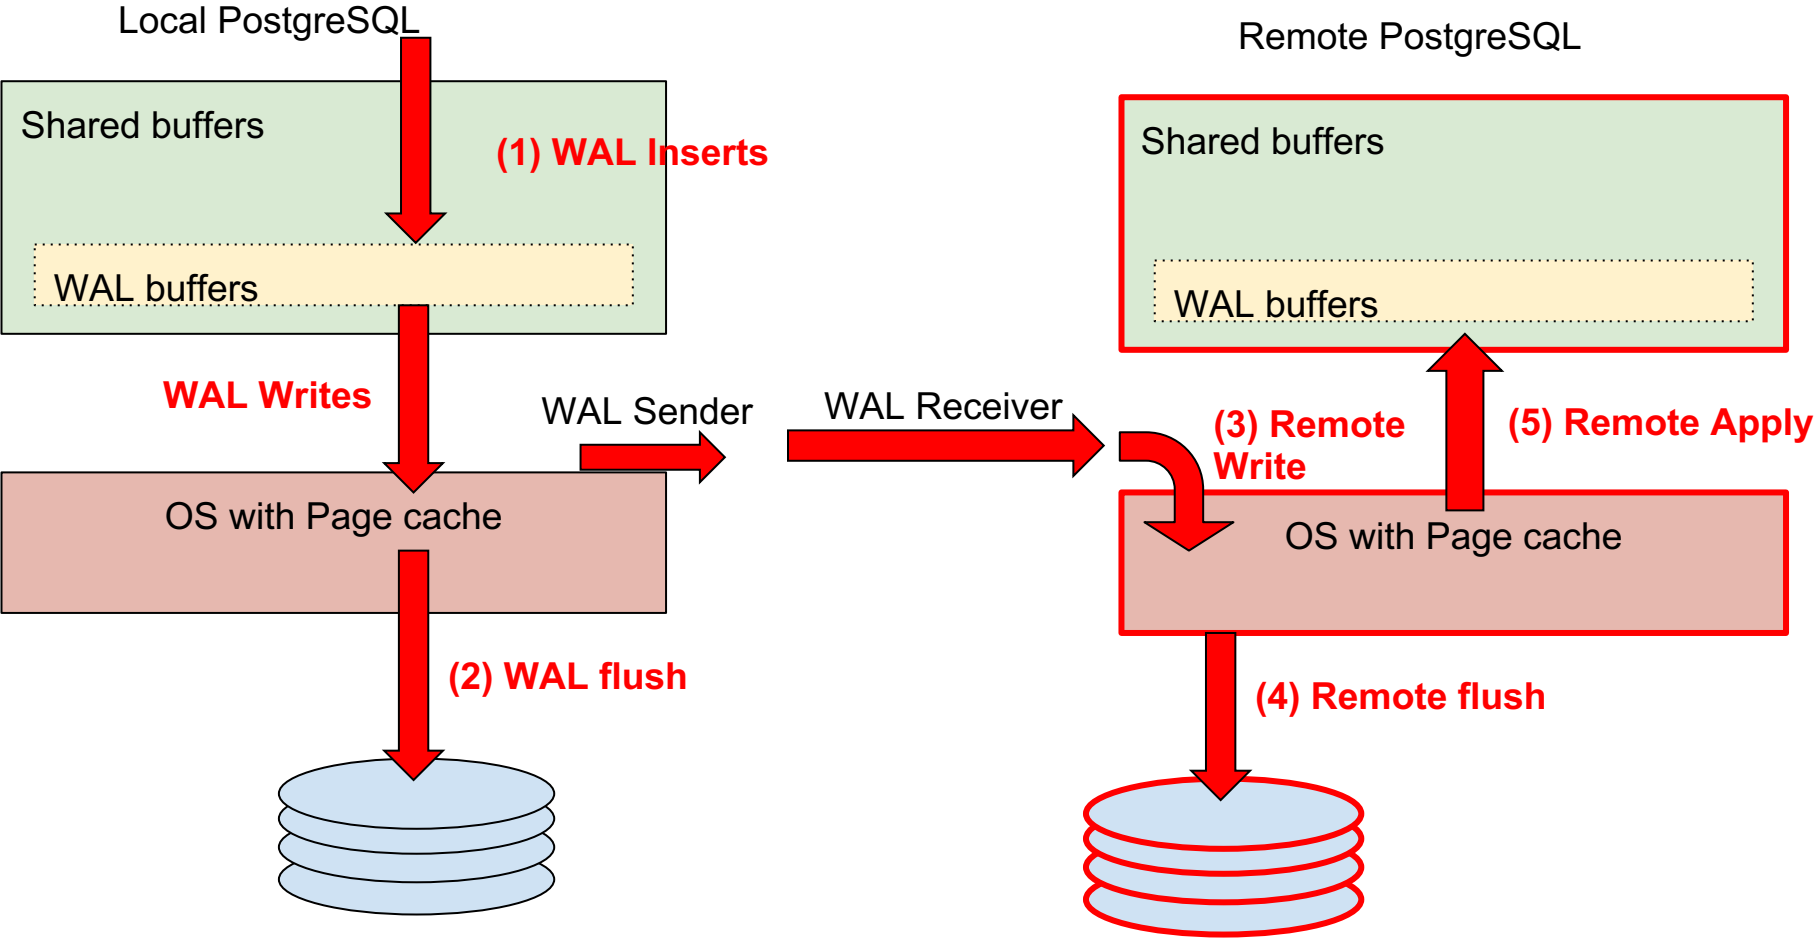 Local PostgreSQL
Remote PostgreSQL
Shared buffers
(1) WAL Inserts
WAL buffers
WAL Writes
WAL Sender
OS with Page cache
(2) WAL flush
WAL Receiver
Shared buffers
WAL buffers
(3) Remote
Write
(5) Remote Apply
OS with Page cache
(4) Remote flush